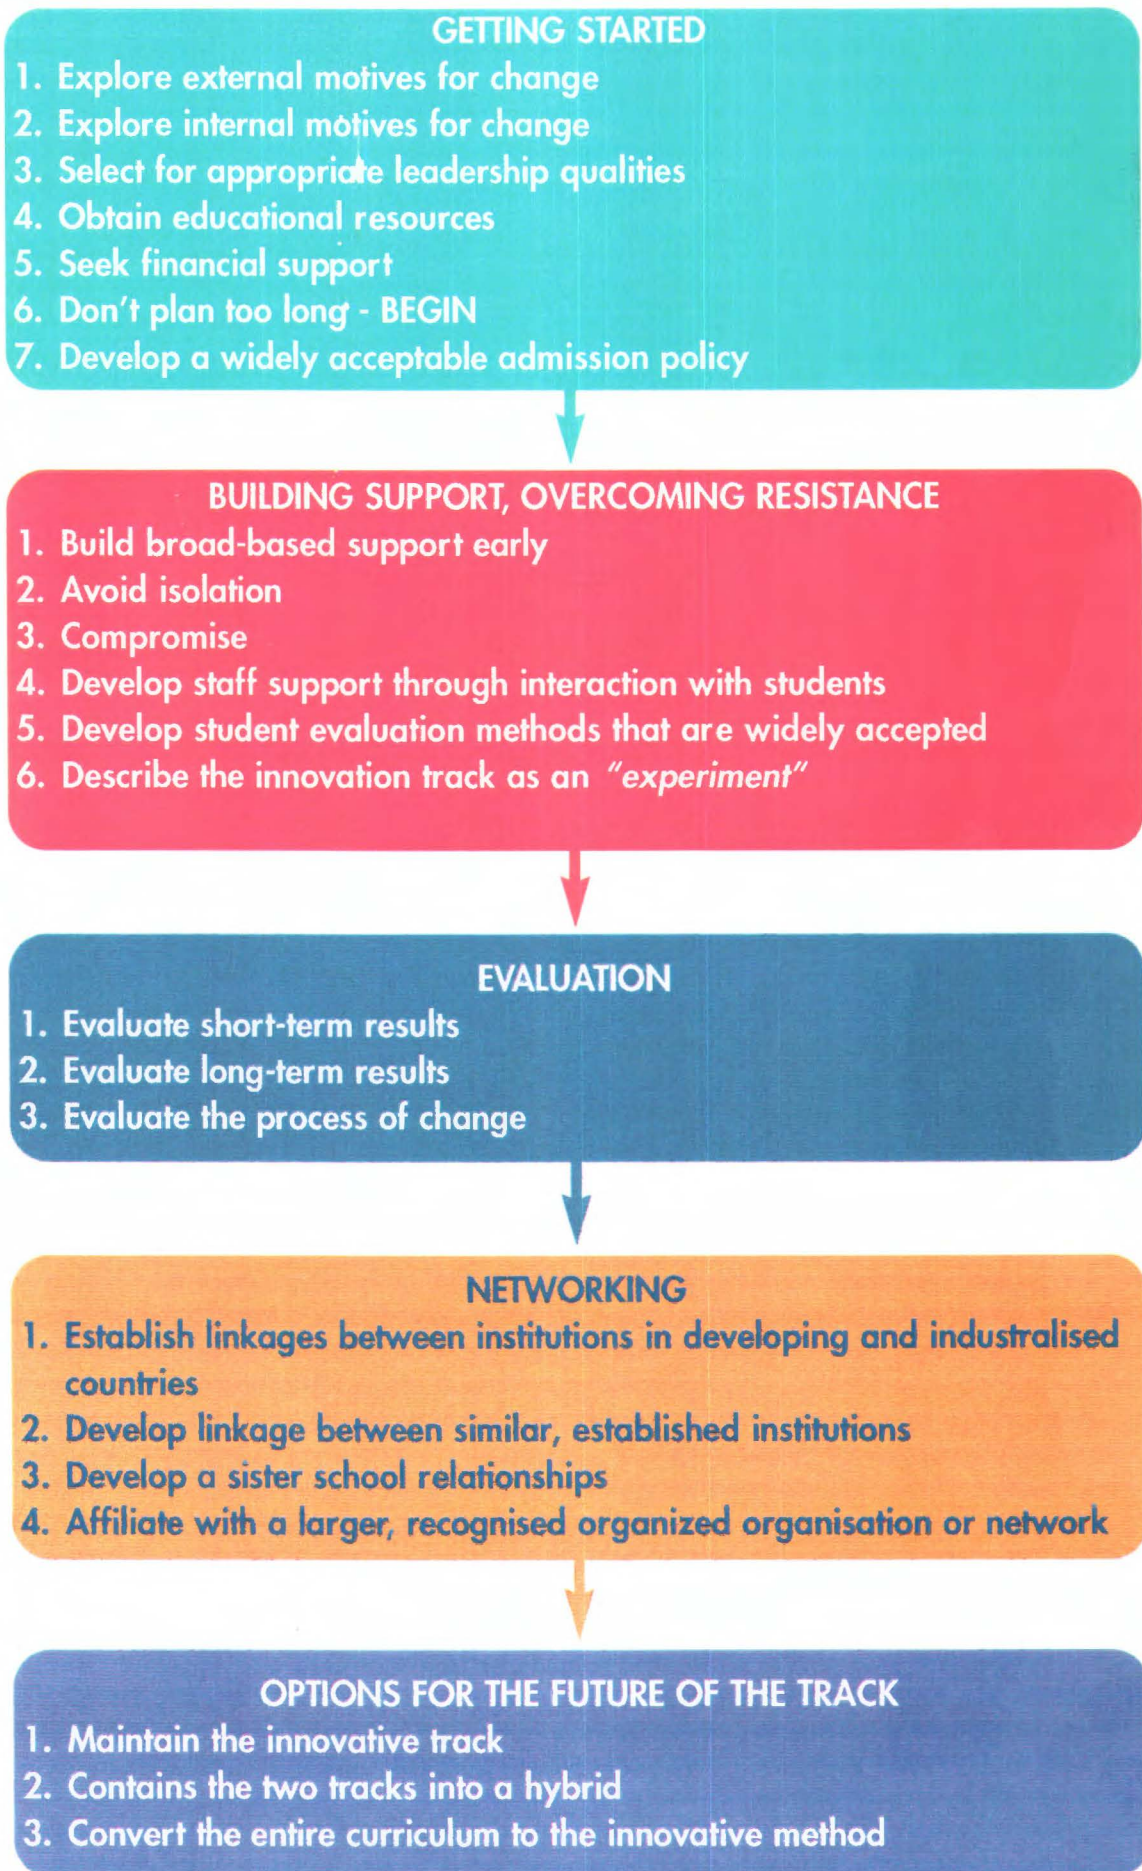 GETTING STARTED
1. Explore external motives for change
2. Explore internal motives for change
3. Select for appropriate leadership qualities
4. Obtain educational resources
5. Seek financial support
6. Don't plan too long - BEGIN
7. Develop a widely acceptable admission policy
BUILDING SUPPORT, OVERCOMING RESISTANCE
1. Build broad-based support early
2. Avoid isolation
3. Compromise
4. Develop staff support through interaction with students
5. Develop student evaluation methods that are widely accepted
6. Describe the innovation track as an "experiment"
EVALUATION
1. Evaluate short-term results
2. Evaluate long-term results
3. Evaluate the process of change
NETWORKING
1. Establish linkages between institutions in developing and industralised
countries
2. Develop linkage between similar, established institutions
3. Develop a sister school relationships
4. Affiliate with a larger, recognised organized organisation or network
OPTIONS FOR THE FUTURE OF THE TRACK
1. Maintain the innovative track
2. Contains the two tracks into a hybrid
3. Convert the entire curriculum to the innovative method